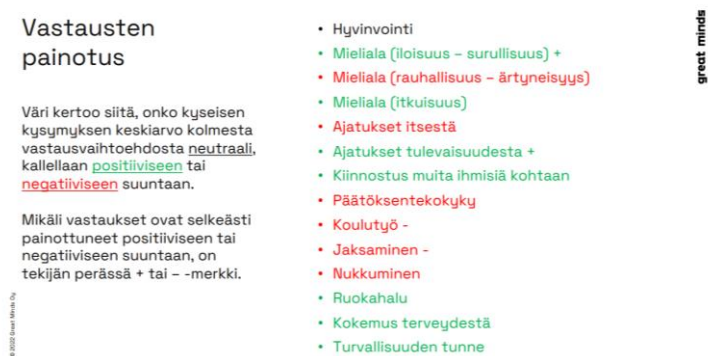 Vastausten
painotus
Väri kertoo siitä, onko kyseisen
kysymyksen keskiarvo kolmesta
vastausvaihtoehdosta neutraali,
kallellaan positiiviseen tai
negatiiviseen suuntaan.
Mikäli vastaukset ovat selkeästi
painottuneet positiiviseen tai
negatiiviseen suuntaan, on
tekijän perässä + tai – -merkki.
• Hyvinvointi
• Mieliala (iloisuus – surullisuus) +
• Mieliala (rauhallisuus – ärtyneisyys)
• Mieliala (itkuisuus)
• Ajatukset itsestä
• Ajatukset tulevaisuudesta +
• Kiinnostus muita ihmisiä kohtaan
• Päätöksentekokyky
• Koulutyö -
• Jaksaminen -
• Nukkuminen
• Ruokahalu
• Kokemus terveydestä
• Turvallisuuden tunne
great minds
© 2022 Great Minds Oy